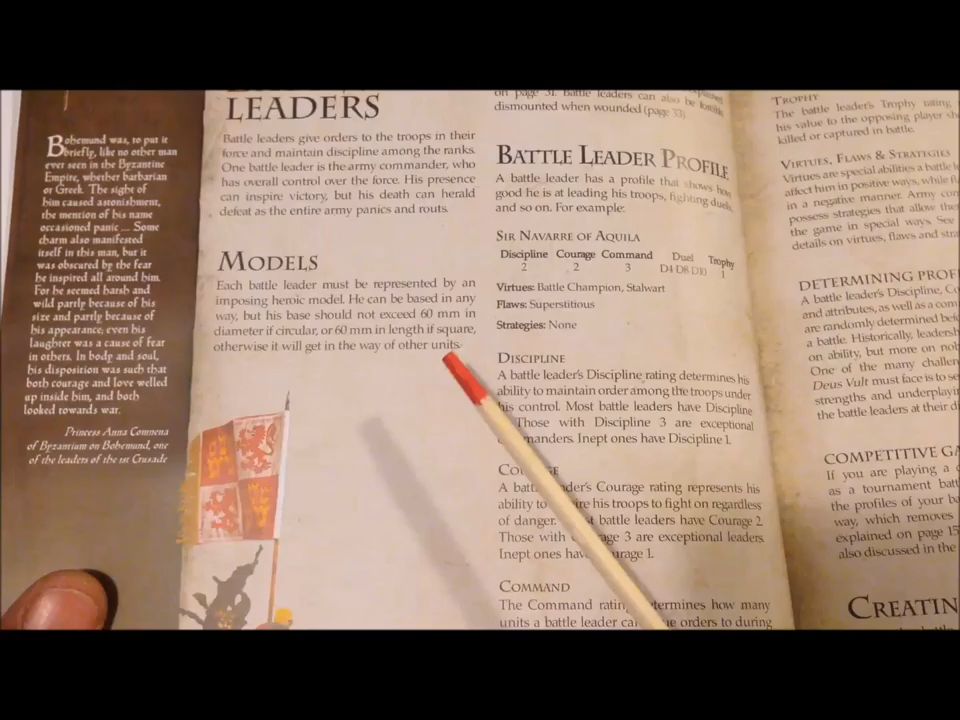 Bohemund was, to put it
briefly, like no other man
ever seen in the Byzantine
Empire, whether barbarian
or Greek. The sight of
him caused astonishment,
the mention of his name
occasioned panic ... Some
charm also manifested
itself in this man, but it
was obscured by the fear
he inspired all around him.
For he seemed harsh and
wild partly because of his
size and partly because of
his appearance; even his
laughter was a cause of fear
in others. In body and soul,
his disposition was such that
both courage and love welled
up inside him, and both
looked towards war.
Princess Anna Comnena
of Byzantium on Bohemund, one
of the leaders of the 1st Crusade
LEADERS
Battle leaders give orders to the troops in their
force and maintain discipline among the ranks.
One battle leader is the army commander, who
has overall control over the force. His presence
can inspire victory, but his death can herald
defeat as the entire army panics and routs.
MODELS
Each battle leader must be represented by an
imposing heroic model. He can be based in any
way, but his base should not exceed 60 mm in
diameter if circular, or 60 mm in length if square,
otherwise it will get in the way of other units.
on page 31. Battle leaders can also be forcibly
dismounted when wounded (page 33)
BATTLE LEADER PROFILE
A battle leader has a profile that shows how
good he is at leading his troops, fighting duels
and so on. For example:
SIR NAVARRE OF AQUILA
Discipline Courage Command Duel Trophy
2 2 3 D4 D8 D10 1
Virtues: Battle Champion, Stalwart
Flaws: Superstitious
Strategies: None
DISCIPLINE
A battle leader's Discipline rating determines his
ability to maintain order among the troops under
his control. Most battle leaders have Discipline
Those with Discipline 3 are exceptional
Inept ones have Discipline 1.
A leader's Courage rating represents his
ability to his troops to fight on regardless
of danger. battle leaders have Courage 2.
Those with 3 are exceptional leaders.
Inept ones 1.
COMMAND
The Command determines how many
units a battle leader orders to during
TROPHY
The battle leader's Trophy rating
his value to the opposing player
killed or captured in battle.
VIRTUES, FLAWS & STRATEGIES
Virtues are special abilities a battle
affect him in positive ways, while
in a negative manner. Army
possess strategies that allow
the game in special ways. See
details on virtues, flaws and
DETERMINING
A battle leader's Discipline,
and attributes, as well as a
are randomly determined
a battle. Historically,
on ability, but more on
One of the many
Deus Vult must face is to
strengths and underplaying
the battle leaders at their
COMPETITIVE
If you are playing a
as a tournament
the profiles of your
way, which removes
explained on page
also discussed in the